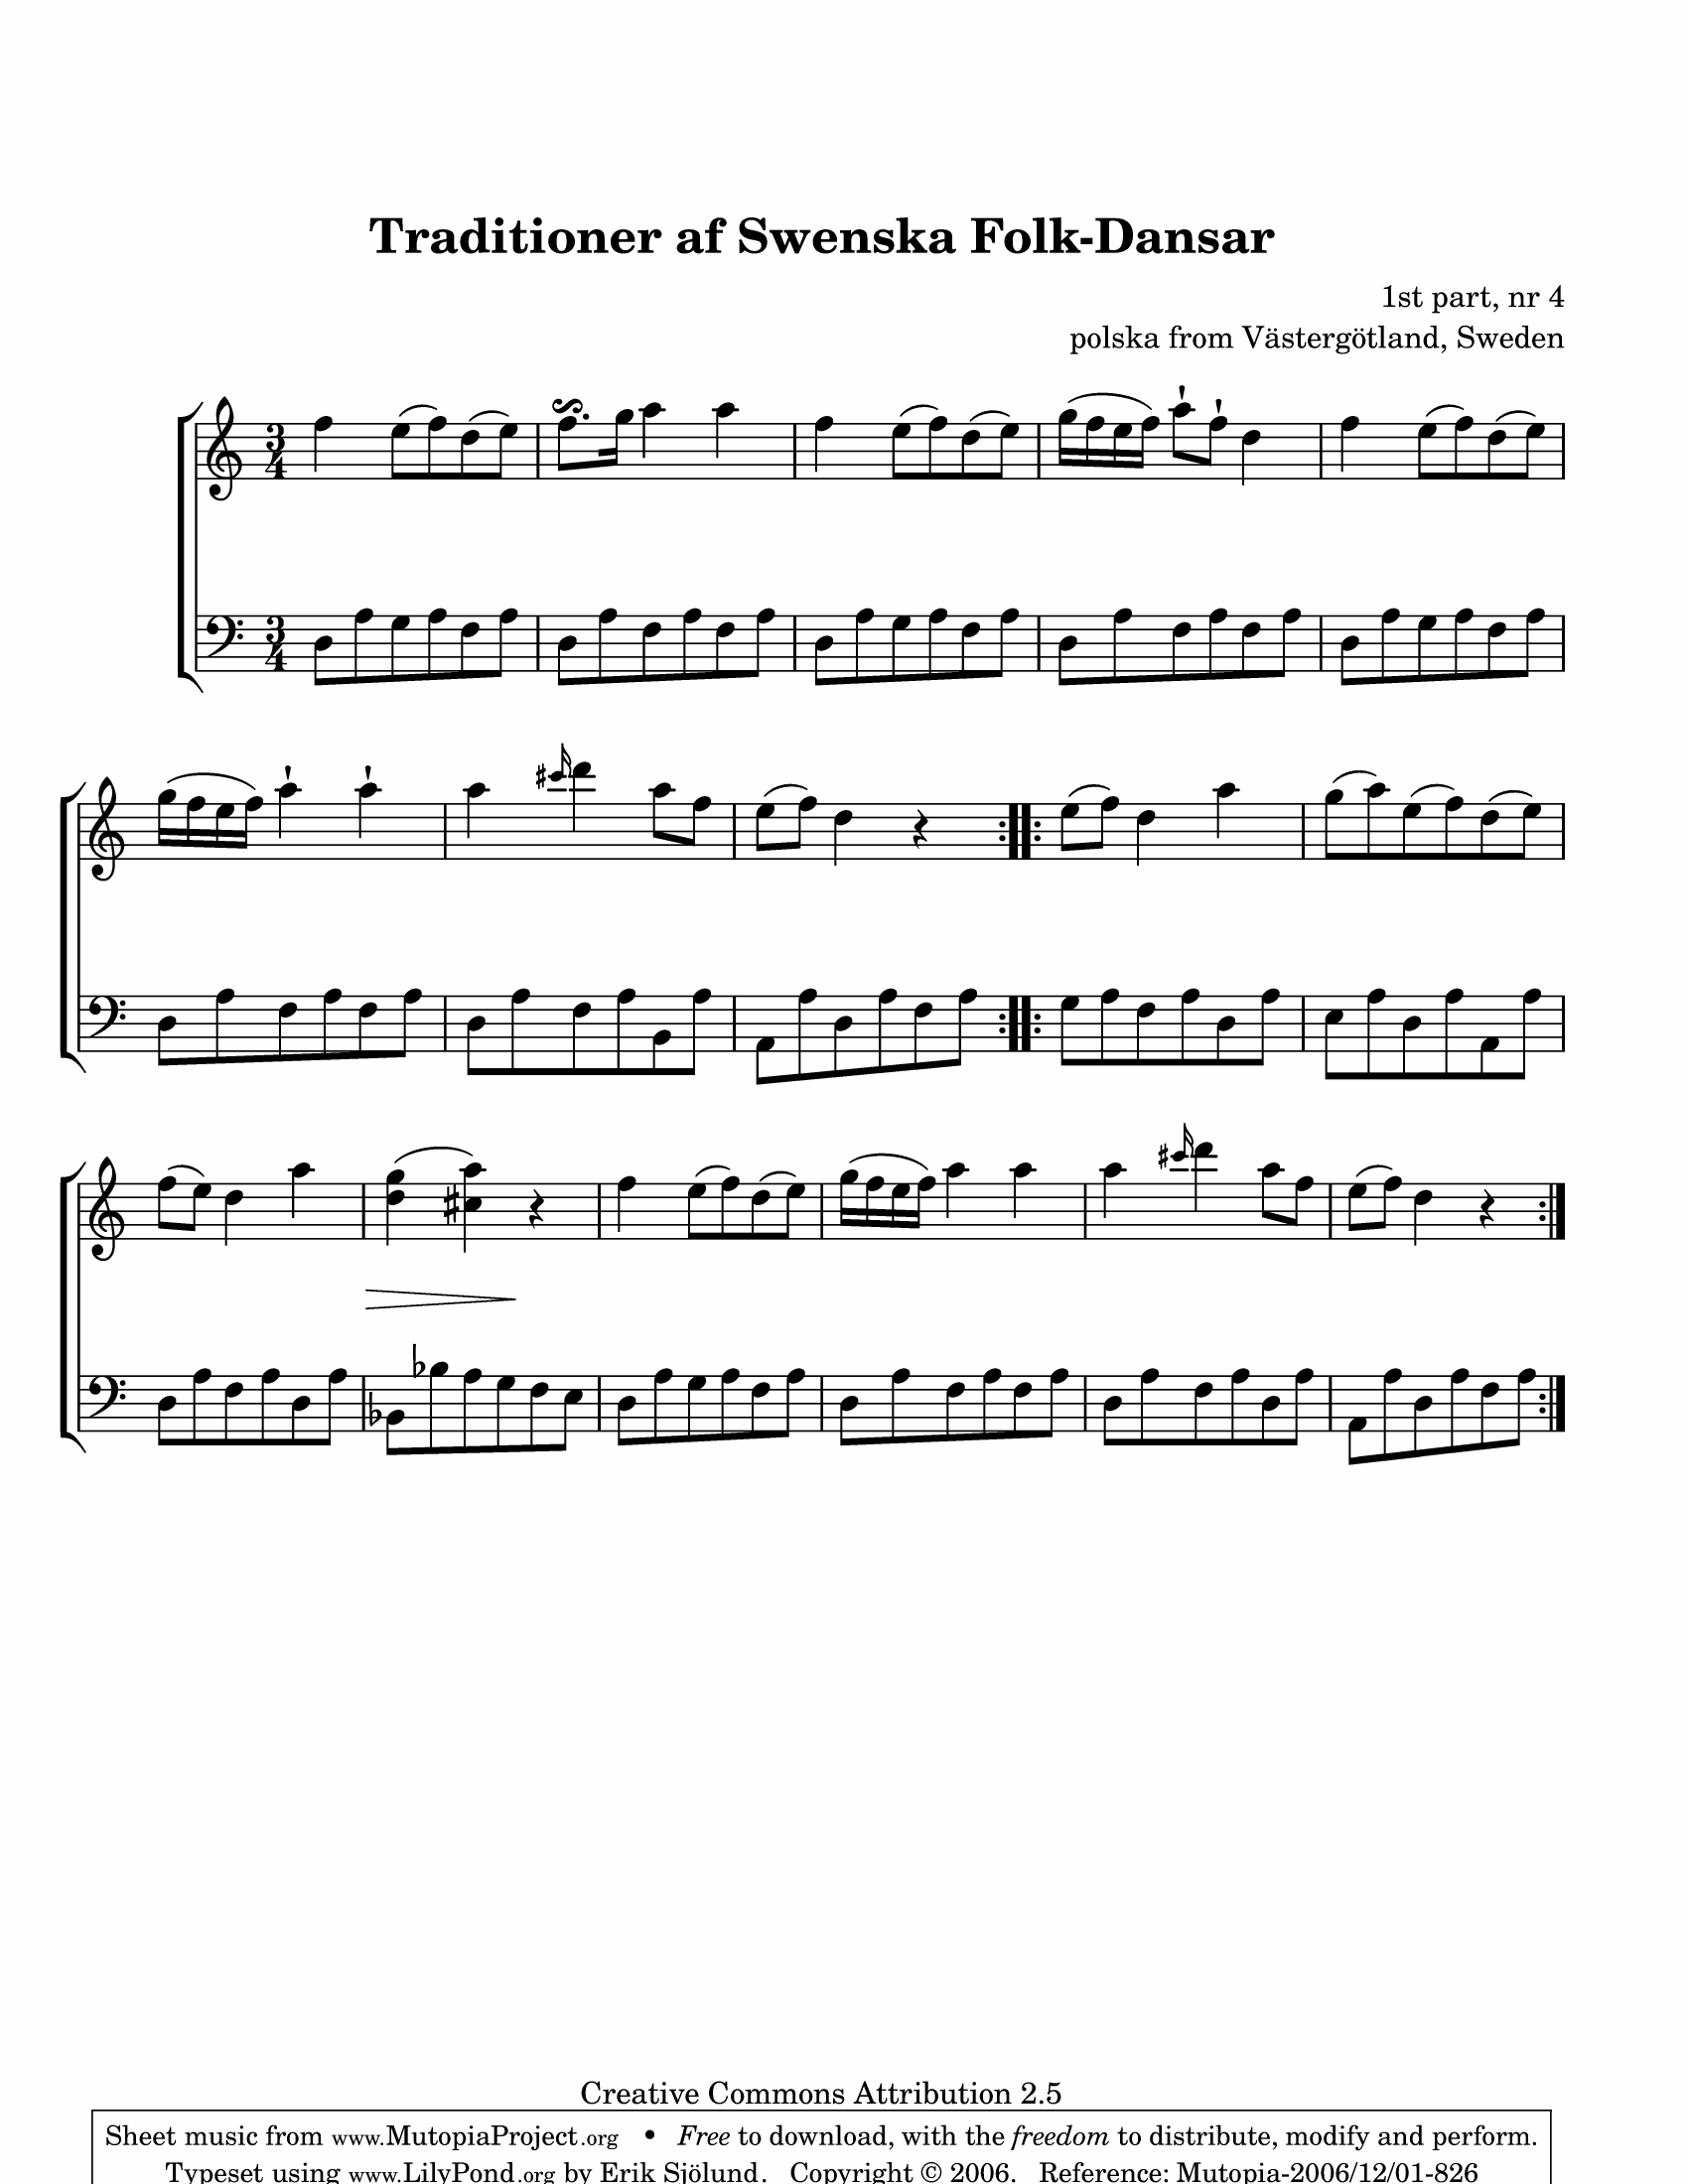 Traditioner af Swenska Folk-Dansar
1st part, nr 4
polska from Västergötland, Sweden
3
4
3
4
Creative Commons Attribution 2.5
Sheet music from www.MutopiaProject.org • Free to download, with the freedom to distribute, modify and perform.
Typeset using www.LilyPond.org by Erik Sjölund. Copyright © 2006. Reference: Mutopia-2006/12/01-826